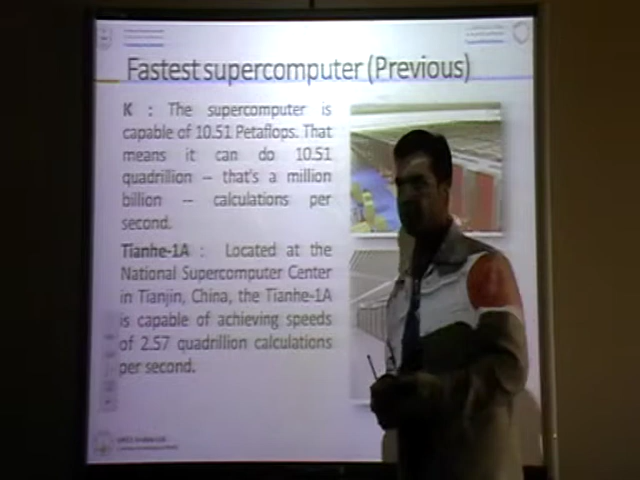 Fastest supercomputer (Previous)
K : The supercomputer is
capable of 10.51 Petaflops. That
means it can do 10.51
quadrillion -- that's a million
billion -- calculations per
second.
Tianhe-1A : Located at the
National Supercomputer Center
in Tianjin, China, the Tianhe-1A
is capable of achieving speeds
of 2.57 quadrillion calculations
per second.